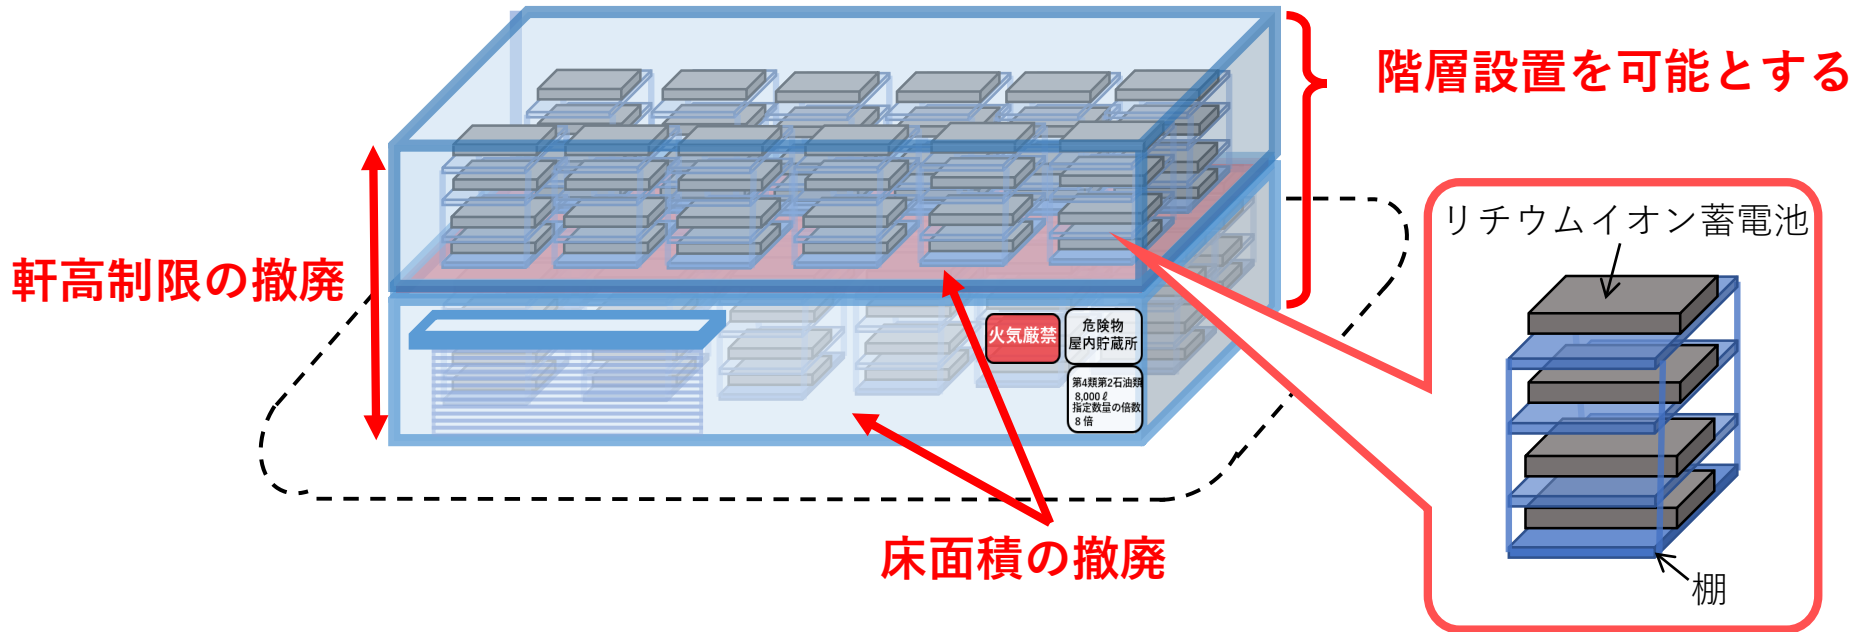 階層設置を可能とする
軒高制限の撤廃
リチウムイオン蓄電池
火気厳禁
危険物
屋内貯蔵所
第4類第2石油類
8,000ℓ
指定数量の倍数
8倍
床面積の撤廃
棚